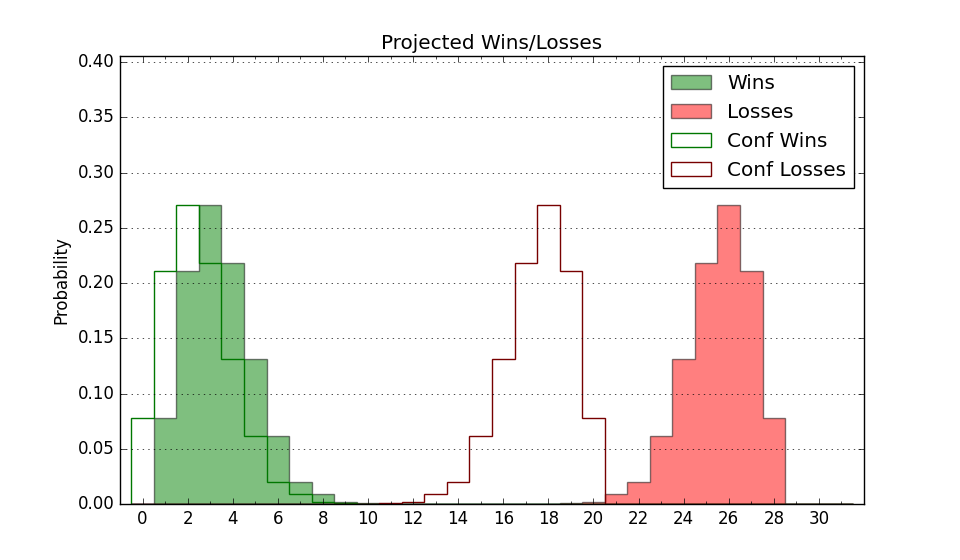 Projected Wins/Losses
0.40
0.35
0.30
0.25
0.20
0.15
0.10
0.05
0.00
Probability
Wins
Losses
Conf Wins
Conf Losses
0 2 4 6 8 10 12 14 16 18 20 22 24 26 28 30